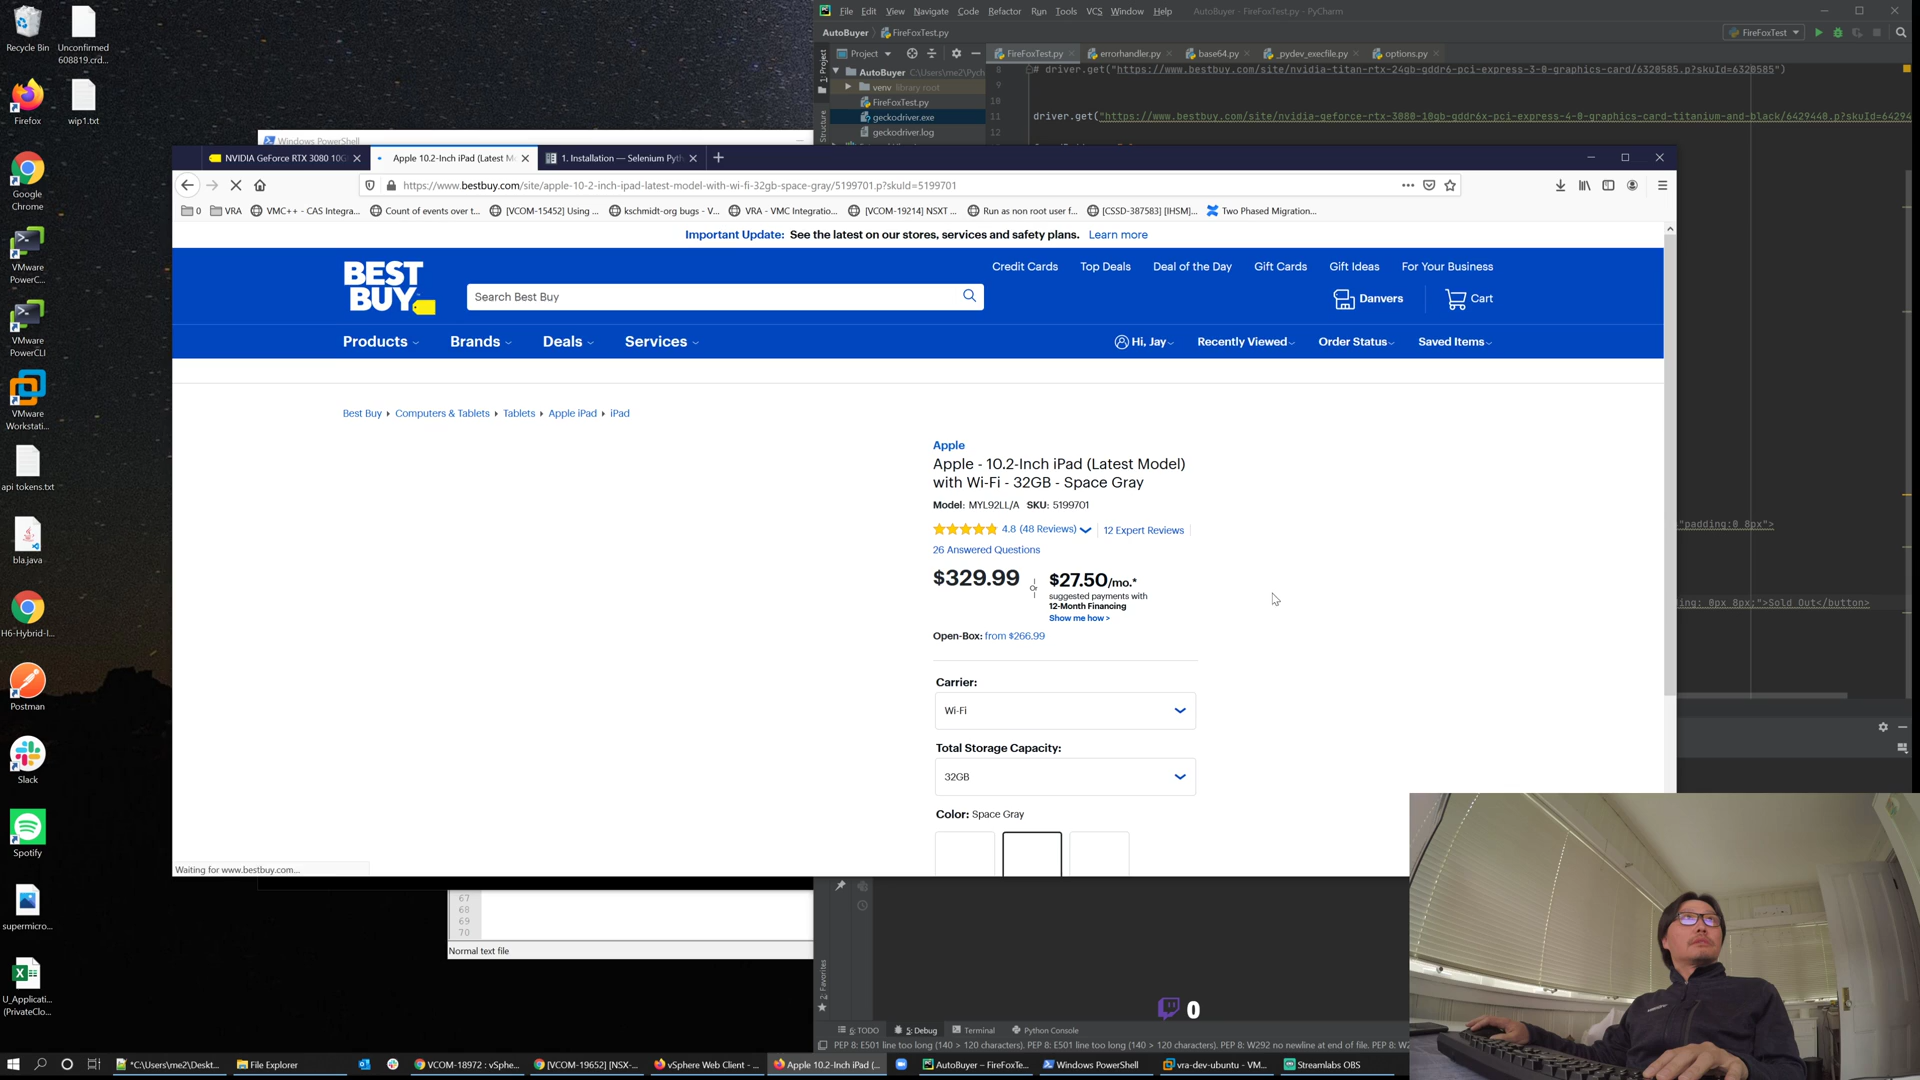 Recycle Bin
Unconfirmed
608819.crd...
Firefox
wip1.txt
Google
Chrome
VMware
PowerC...
VMware
PowerCLI
VMware
Workstati...
api tokens.txt
bla.java
H6-Hybrid-I...
Postman
Slack
Spotify
supermicro...
U_Applicati...
(PrivateClo...
File Edit View Navigate Code Refactor Run Tools VCS Window Help AutoBuyer - FireFoxTest.py - PyCharm
AutoBuyer FireFoxTest.py
FireFoxTest
1: Project
Structure
Project
FireFoxTest.py errorhandler.py base64.py _pydev_execfile.py options.py
AutoBuyer C:\Users\me2\Pych
venv library root
FireFoxTest.py
geckodriver.exe
geckodriver.log
8 # driver.get("https://www.bestbuy.com/site/nvidia-titan-rtx-24gb-gddr6-pci-express-3-0-graphics-card/6320585.p?skuId=6320585")
9
10
11 driver.get("https://www.bestbuy.com/site/nvidia-geforce-rtx-3080-10gb-gddr6x-pci-express-4-0-graphics-card-titanium-and-black/6429440.p?skuId=64294
12
Windows PowerShell
NVIDIA GeForce RTX 3080 10G
Apple 10.2-Inch iPad (Latest M
1. Installation — Selenium Pyth
https://www.bestbuy.com/site/apple-10-2-inch-ipad-latest-model-with-wi-fi-32gb-space-gray/5199701.p?skuId=5199701
0
VRA
VMC++ - CAS Integra...
Count of events over t...
[VCOM-15452] Using ...
kschmidt-org bugs - V...
VRA - VMC Integratio...
[VCOM-19214] NSXT ...
Run as non root user f...
[CSSD-387583] [IHSM]...
Two Phased Migration...
Important Update: See the latest on our stores, services and safety plans. Learn more
BEST
BUY
Search Best Buy
Credit Cards Top Deals Deal of the Day Gift Cards Gift Ideas For Your Business
Danvers
Cart
Products Brands Deals Services
Hi, Jay Recently Viewed Order Status Saved Items
Best Buy Computers & Tablets Tablets Apple iPad iPad
Apple
Apple - 10.2-Inch iPad (Latest Model)
with Wi-Fi - 32GB - Space Gray
Model: MYL92LL/A SKU: 5199701
4.8 (48 Reviews) 12 Expert Reviews
26 Answered Questions
$329.99
Or
$27.50/mo.*
suggested payments with
12-Month Financing
Show me how >
Open-Box: from $266.99
Carrier:
Wi-Fi
Total Storage Capacity:
32GB
Color: Space Gray
"padding:0 8px">
ing: 0px 8px;">Sold Out</button>
Waiting for www.bestbuy.com...
67
68
69
70
Normal text file
2: Favorites
0
6: TODO 5: Debug Terminal Python Console
PEP 8: E501 line too long (140 > 120 characters). PEP 8: E501 line too long (140 > 120 characters). PEP 8: W292 no newline at end of file. PEP 8: W2
*C:\Users\me2\Deskt...
File Explorer
VCOM-18972 : vSphe...
[VCOM-19652] [NSX-...
vSphere Web Client - ...
Apple 10.2-Inch iPad (...
AutoBuyer – FireFoxTe...
Windows PowerShell
vra-dev-ubuntu - VM...
Streamlabs OBS